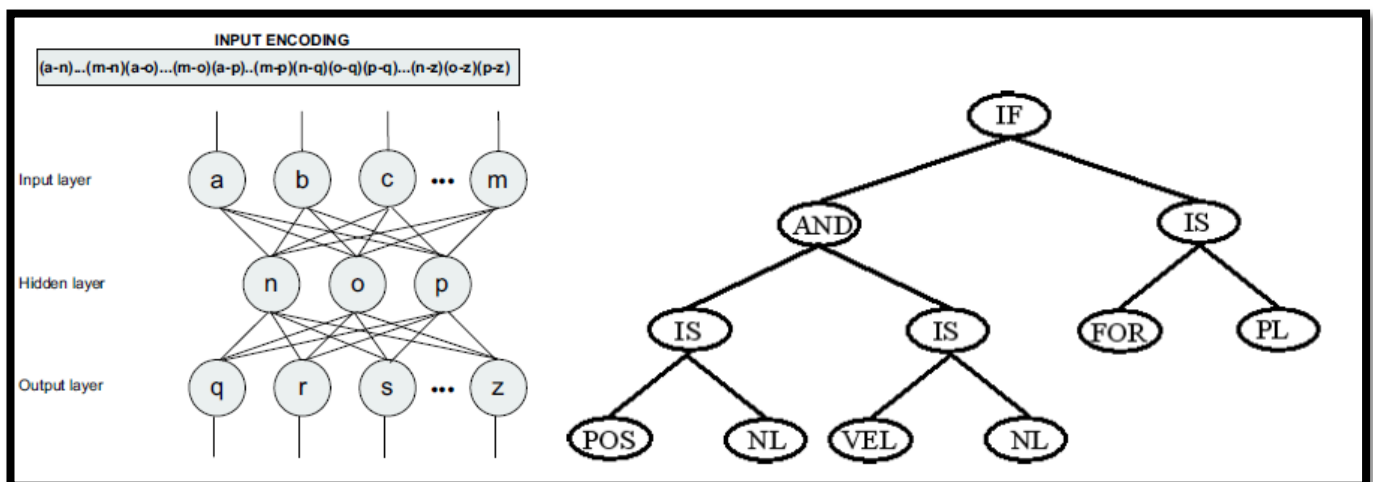 INPUT ENCODING
(a-n)...(m-n)(a-o)...(m-o)(a-p)..(m-p)(n-q)(o-q)(p-q)...(n-z)(o-z)(p-z)
Input layer
a b c ... m
Hidden layer
n o p
Output layer
q r s ... z
IF
AND IS
IS IS FOR PL
POS NL VEL NL